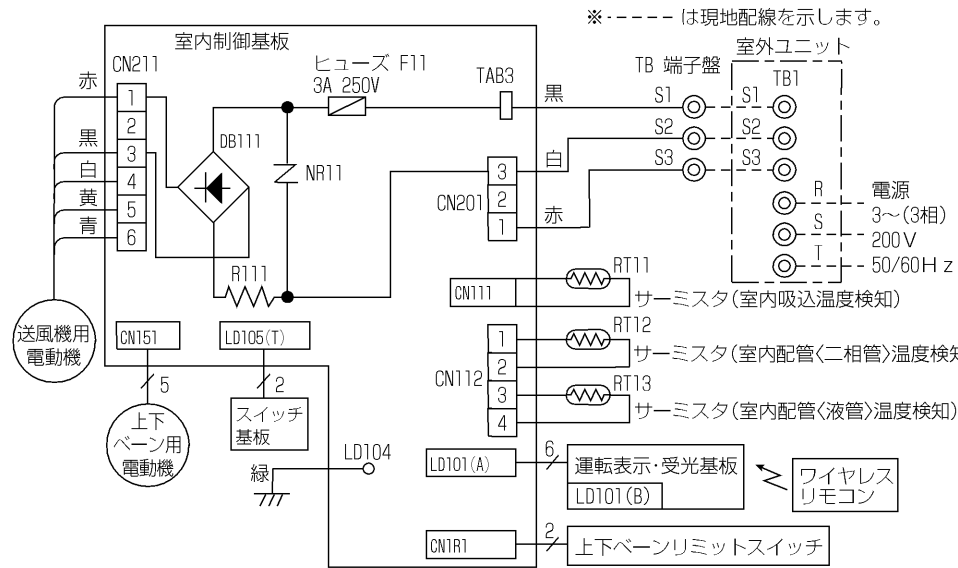 ※----- は現地配線を示します。
室内制御基板
室外ユニット
CN211
ヒューズ F11
3A 250V
TAB3
TB 端子盤
TB1
赤
黒
白
黄
青
1
2
3
4
5
6
DB111
NR11
R111
黒
白
赤
CN201
3
2
1
S1
S2
S3
S1
S2
S3
R
S
T
電源
3～(3相)
200V
50/60Hz
CN111
RT11
サーミスタ(室内吸込温度検知)
CN112
1
2
3
4
RT12
サーミスタ(室内配管〈二相管〉温度検知
RT13
サーミスタ(室内配管〈液管〉温度検知)
送風機用
電動機
CN151
5
上下
ベーン用
電動機
LD105(T)
2
スイッチ
基板
緑
LD104
LD101(A)
6
運転表示・受光基板
LD101(B)
ワイヤレス
リモコン
CN1R1
2
上下ベーンリミットスイッチ